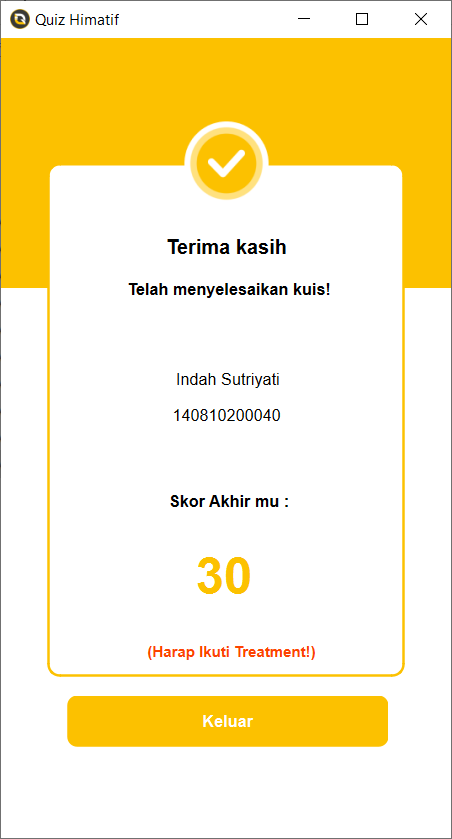 Quiz Himatif
Terima kasih
Telah menyelesaikan kuis!
Indah Sutriyati
140810200040
Skor Akhir mu :
30
(Harap Ikuti Treatment!)
Keluar